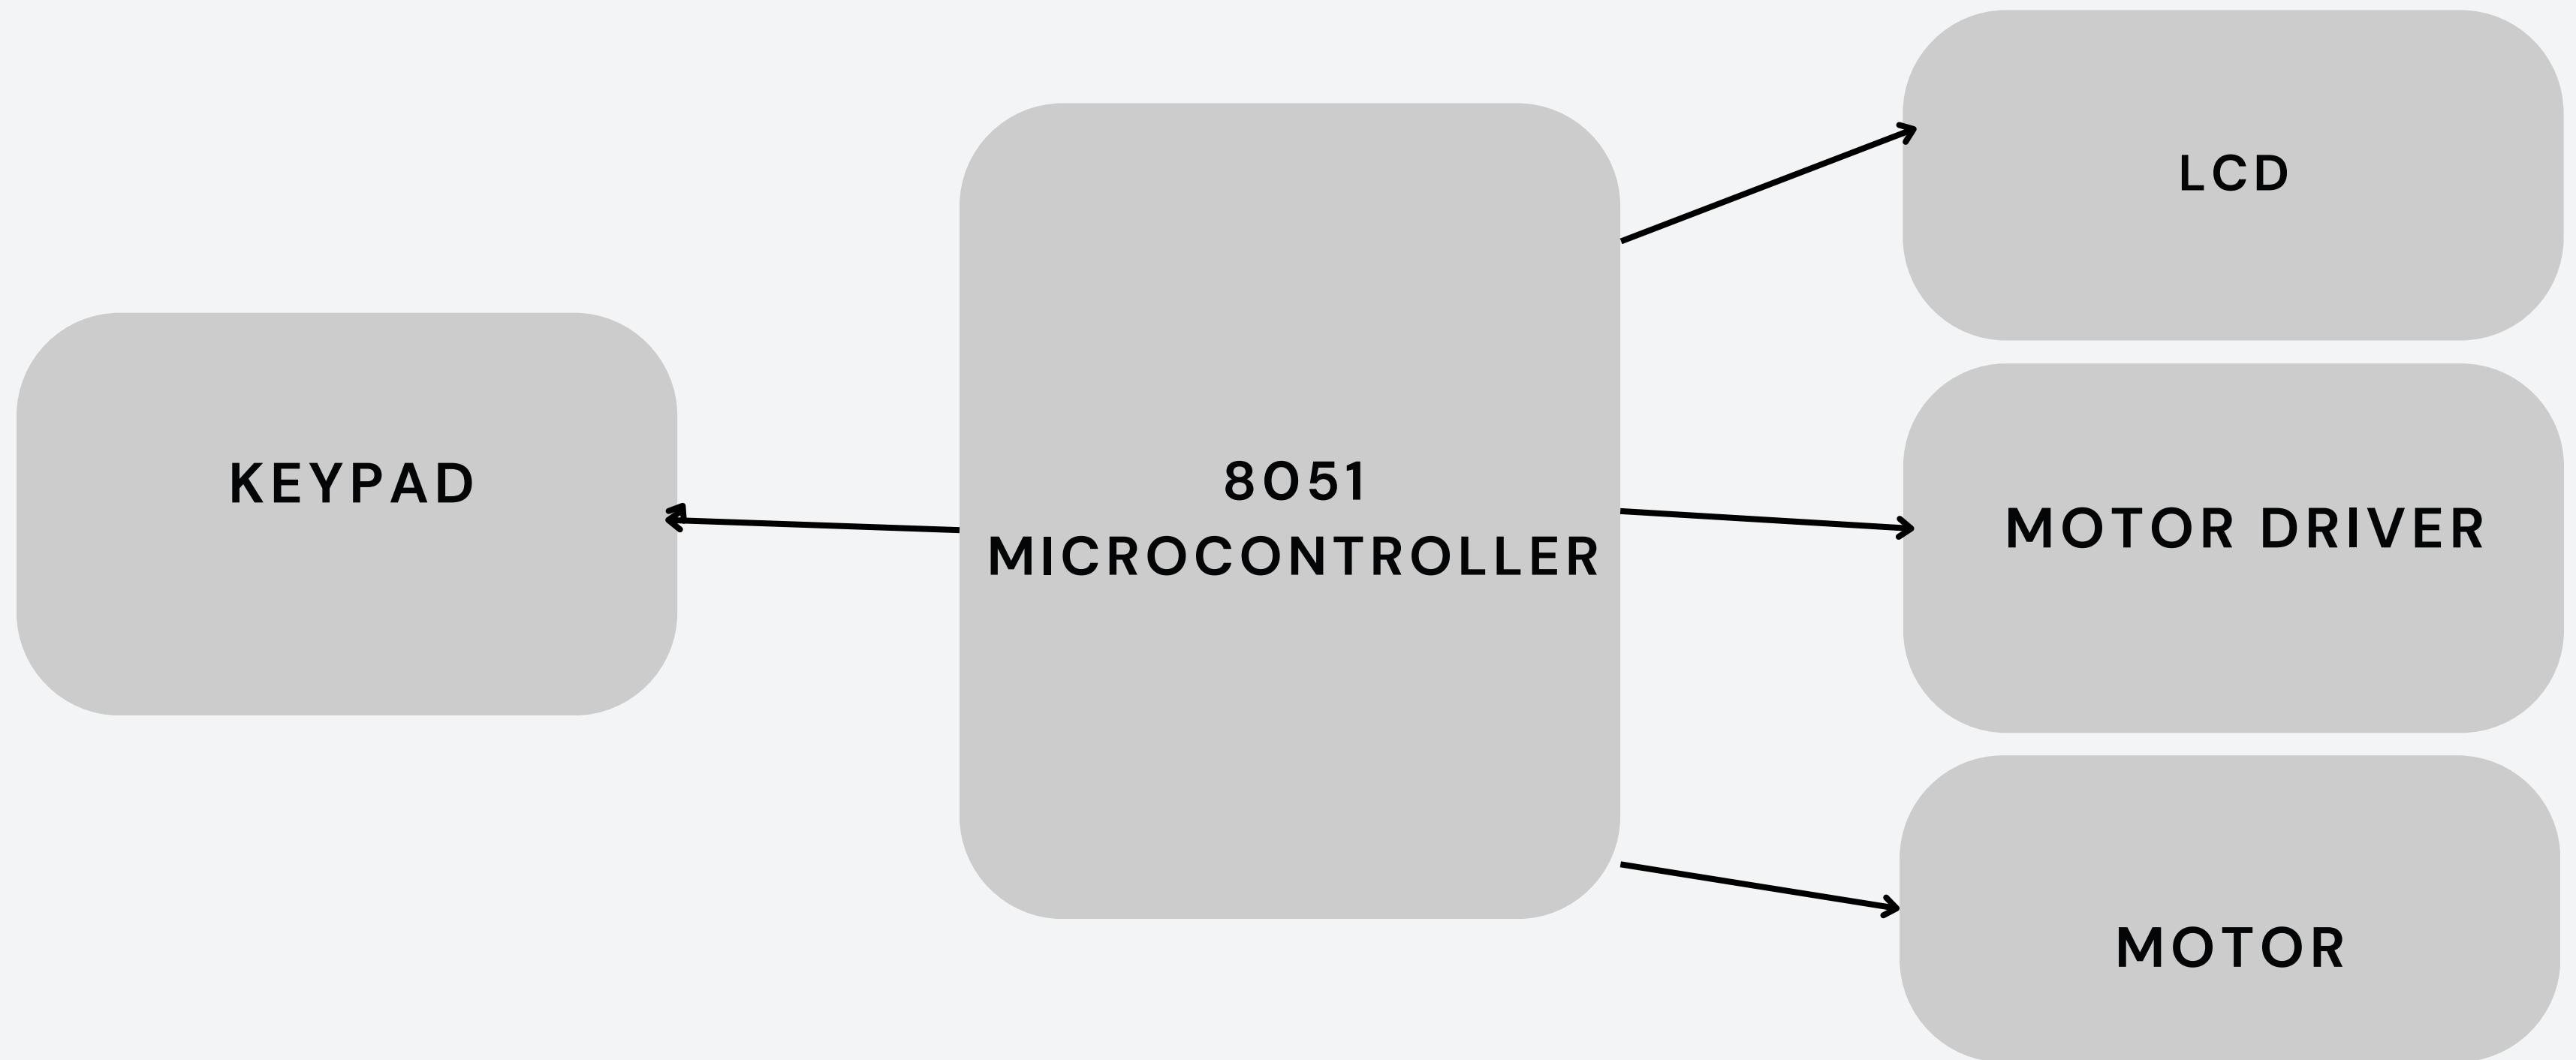 KEYPAD
8051
MICROCONTROLLER
LCD
MOTOR DRIVER
MOTOR